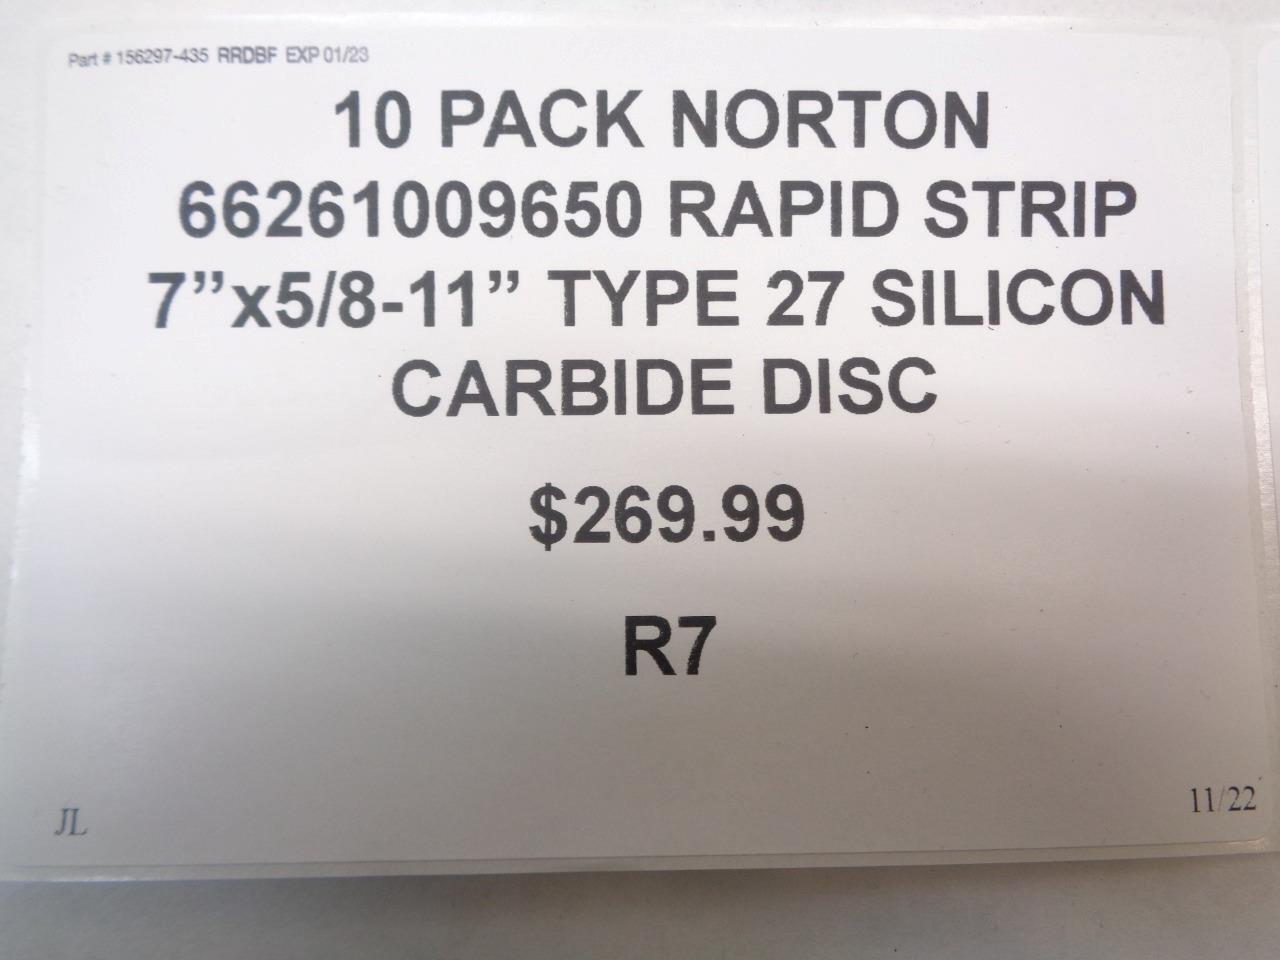 Part # 156297-435 RRDBF EXP 01/23
10 PACK NORTON
66261009650 RAPID STRIP
7”x5/8-11” TYPE 27 SILICON
CARBIDE DISC
$269.99
R7
JL
11/22